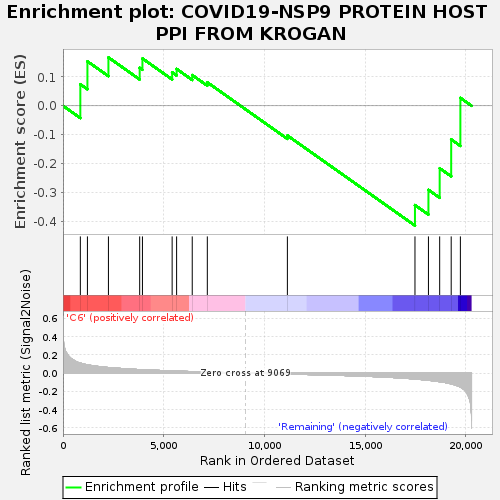 Enrichment plot: COVID19-NSP9 PROTEIN HOST
PPI FROM KROGAN
Enrichment score (ES)
0.1
0.0
-0.1
-0.2
-0.3
-0.4
Ranked list metric (Signal2Noise)
'C6' (positively correlated)
0.6
0.4
0.2
0.0
-0.2
-0.4
-0.6
Zero cross at 9069
'Remaining' (negatively correlated)
0 5,000 10,000 15,000 20,000
Rank in Ordered Dataset
Enrichment profile Hits Ranking metric scores